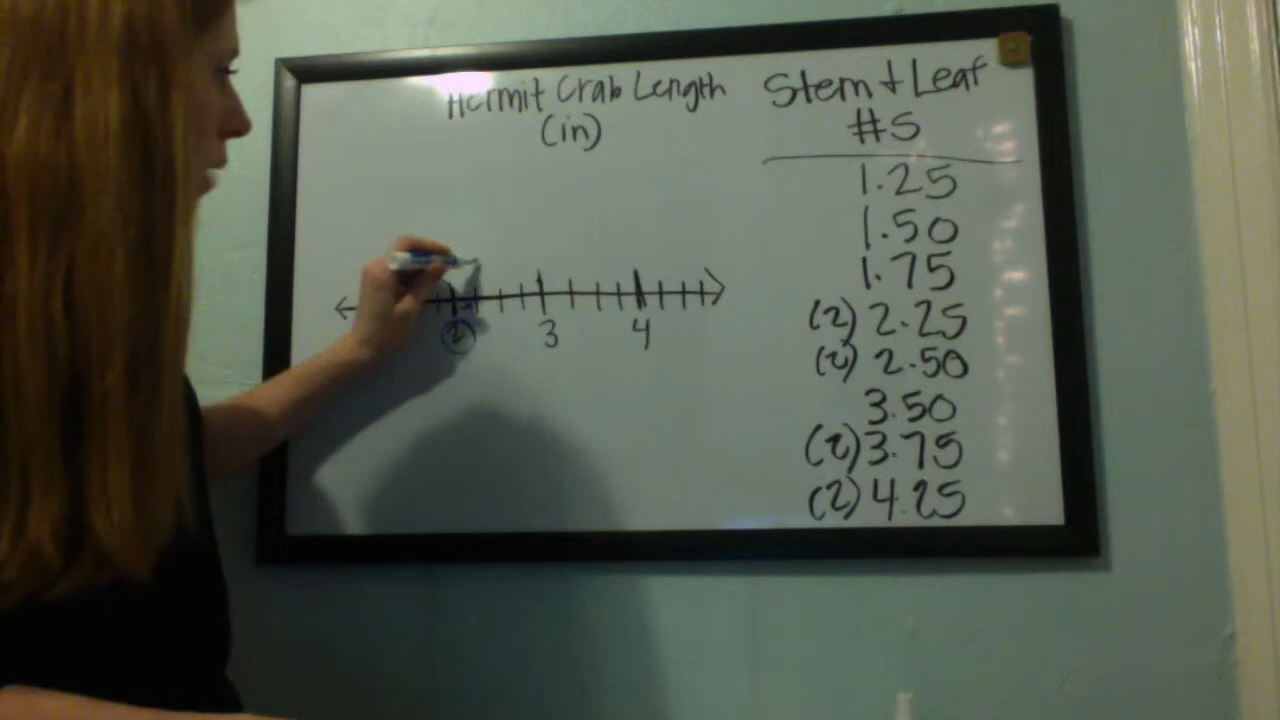 Hermit Crab Length
(in)
2 3 4
Stem + Leaf
#S
1.25
1.50
1.75
(2) 2.25
(2) 2.50
3.50
(2) 3.75
(2) 4.25